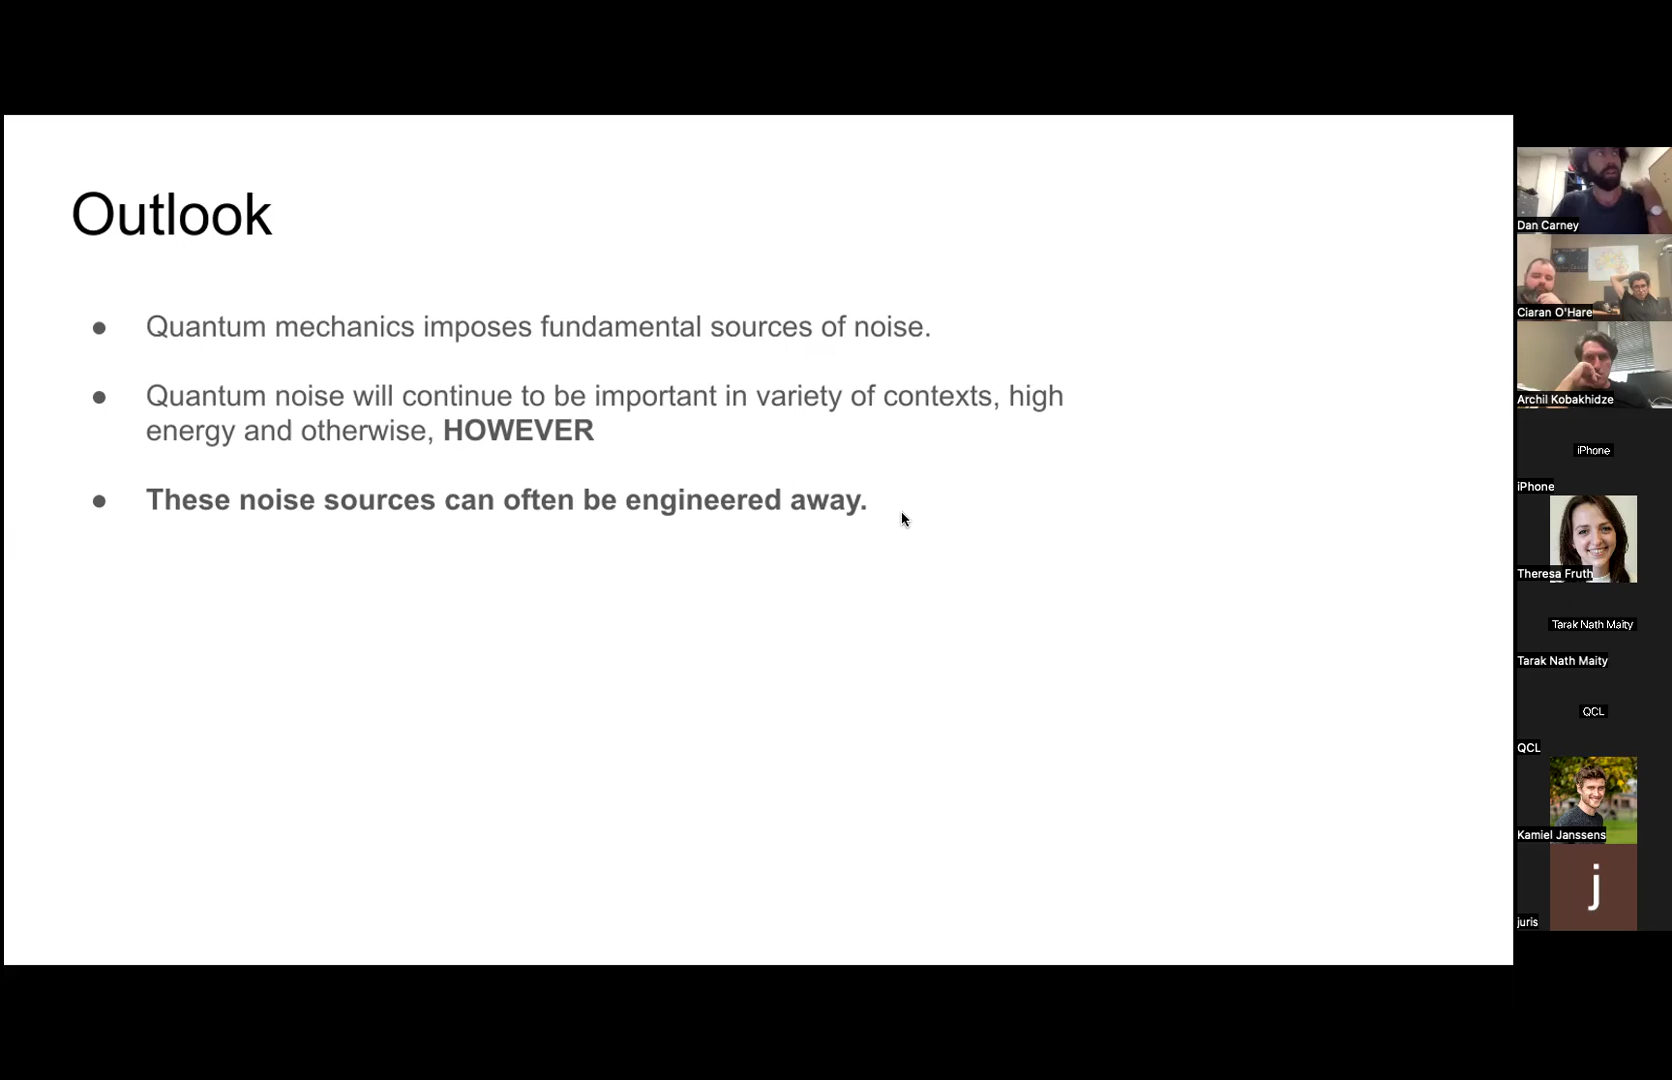 Outlook
● Quantum mechanics imposes fundamental sources of noise.
● Quantum noise will continue to be important in variety of contexts, high
energy and otherwise, HOWEVER
● These noise sources can often be engineered away.
Dan Carney
Ciaran O'Hare
Archil Kobakhidze
iPhone
iPhone
Theresa Fruth
Tarak Nath Maity
Tarak Nath Maity
QCL
QCL
Kamiel Janssens
j
juris